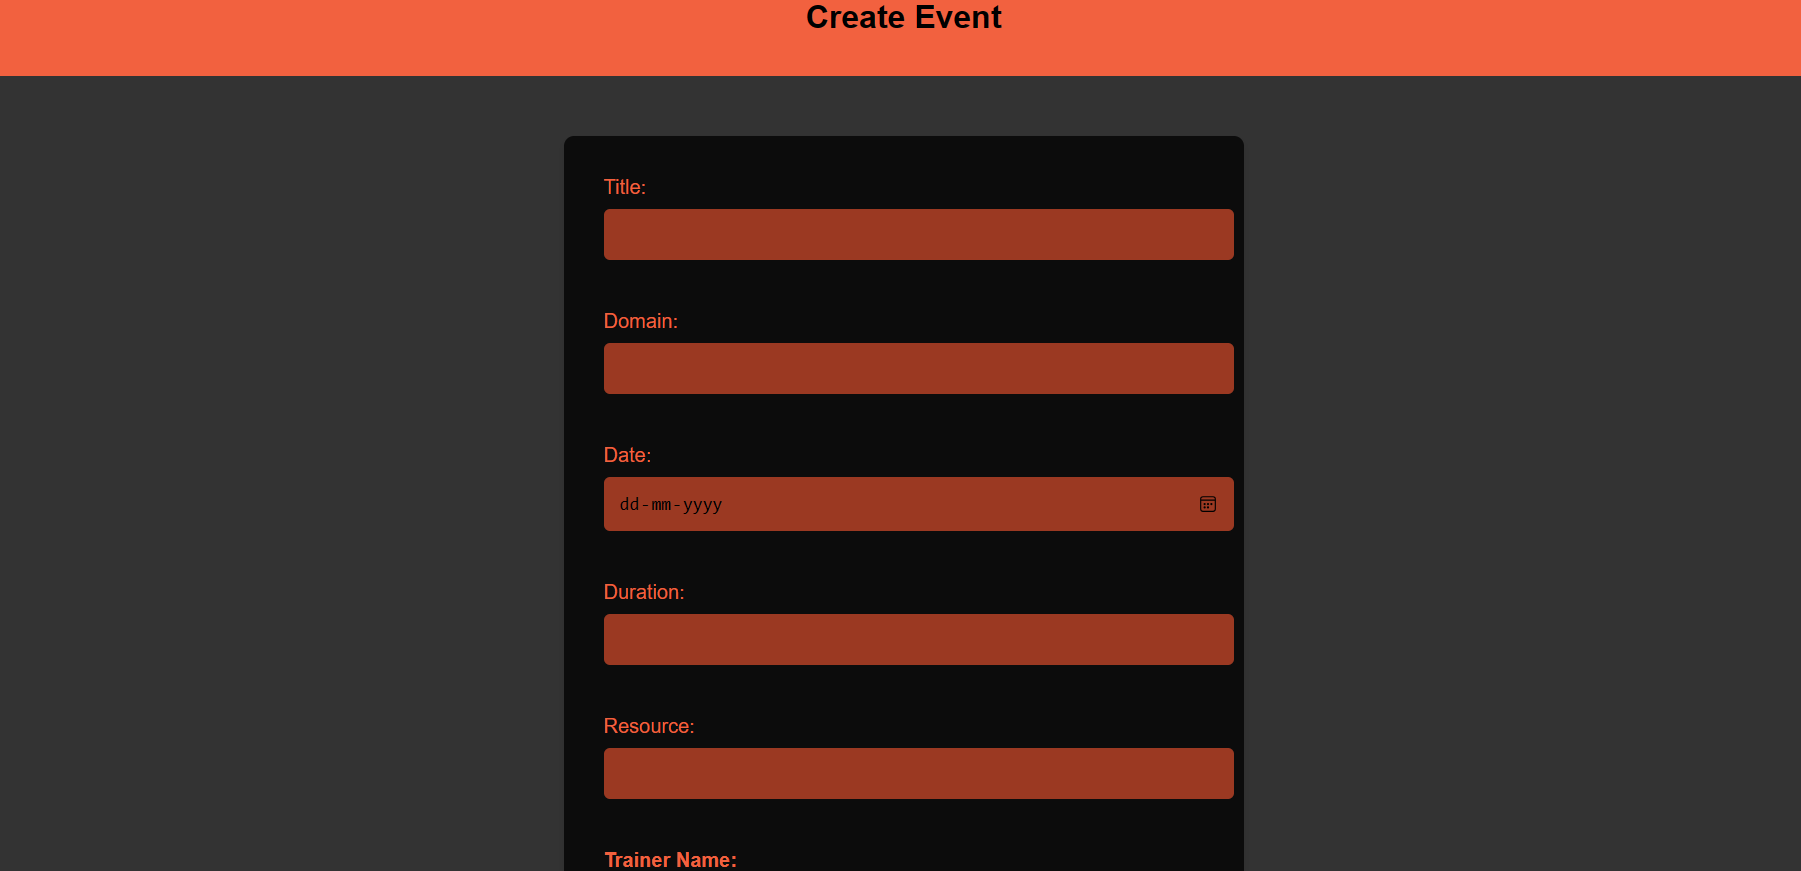 Create Event
Title:
Domain:
Date:
dd-mm-yyyy
Duration:
Resource:
Trainer Name: